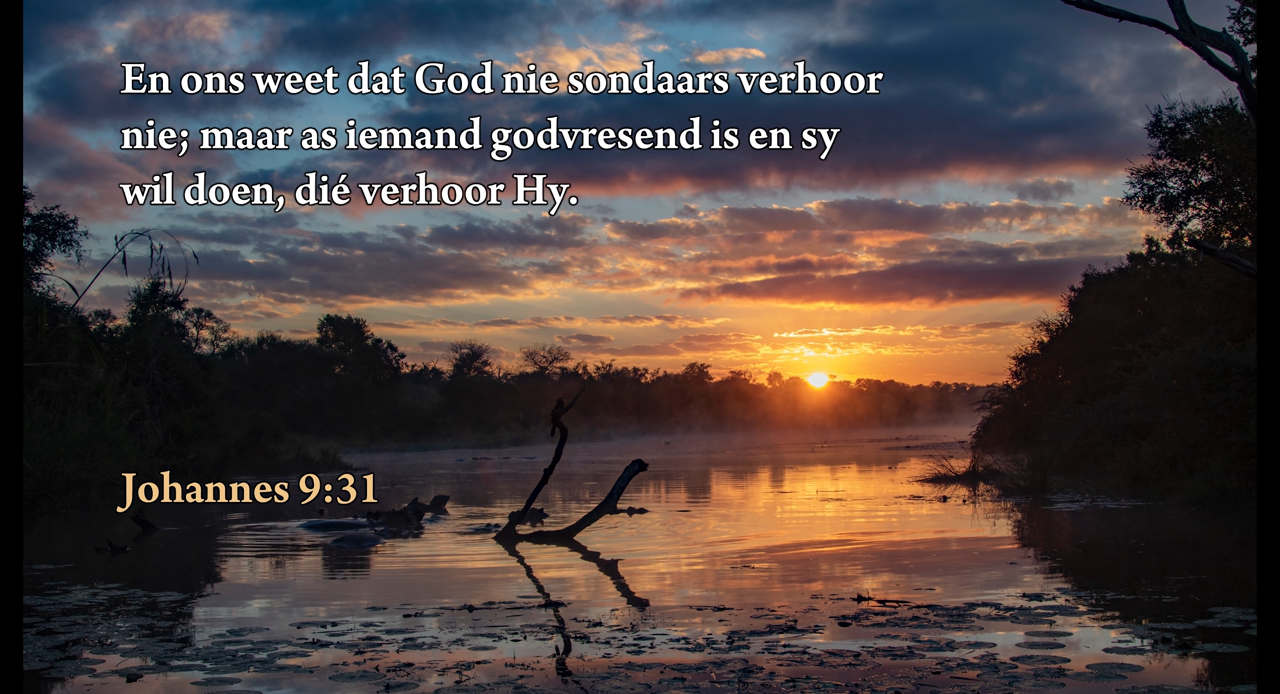 En ons weet dat God nie sondaars verhoor
nie; maar as iemand godvresend is en sy
wil doen, dié verhoor Hy.
Johannes 9:31